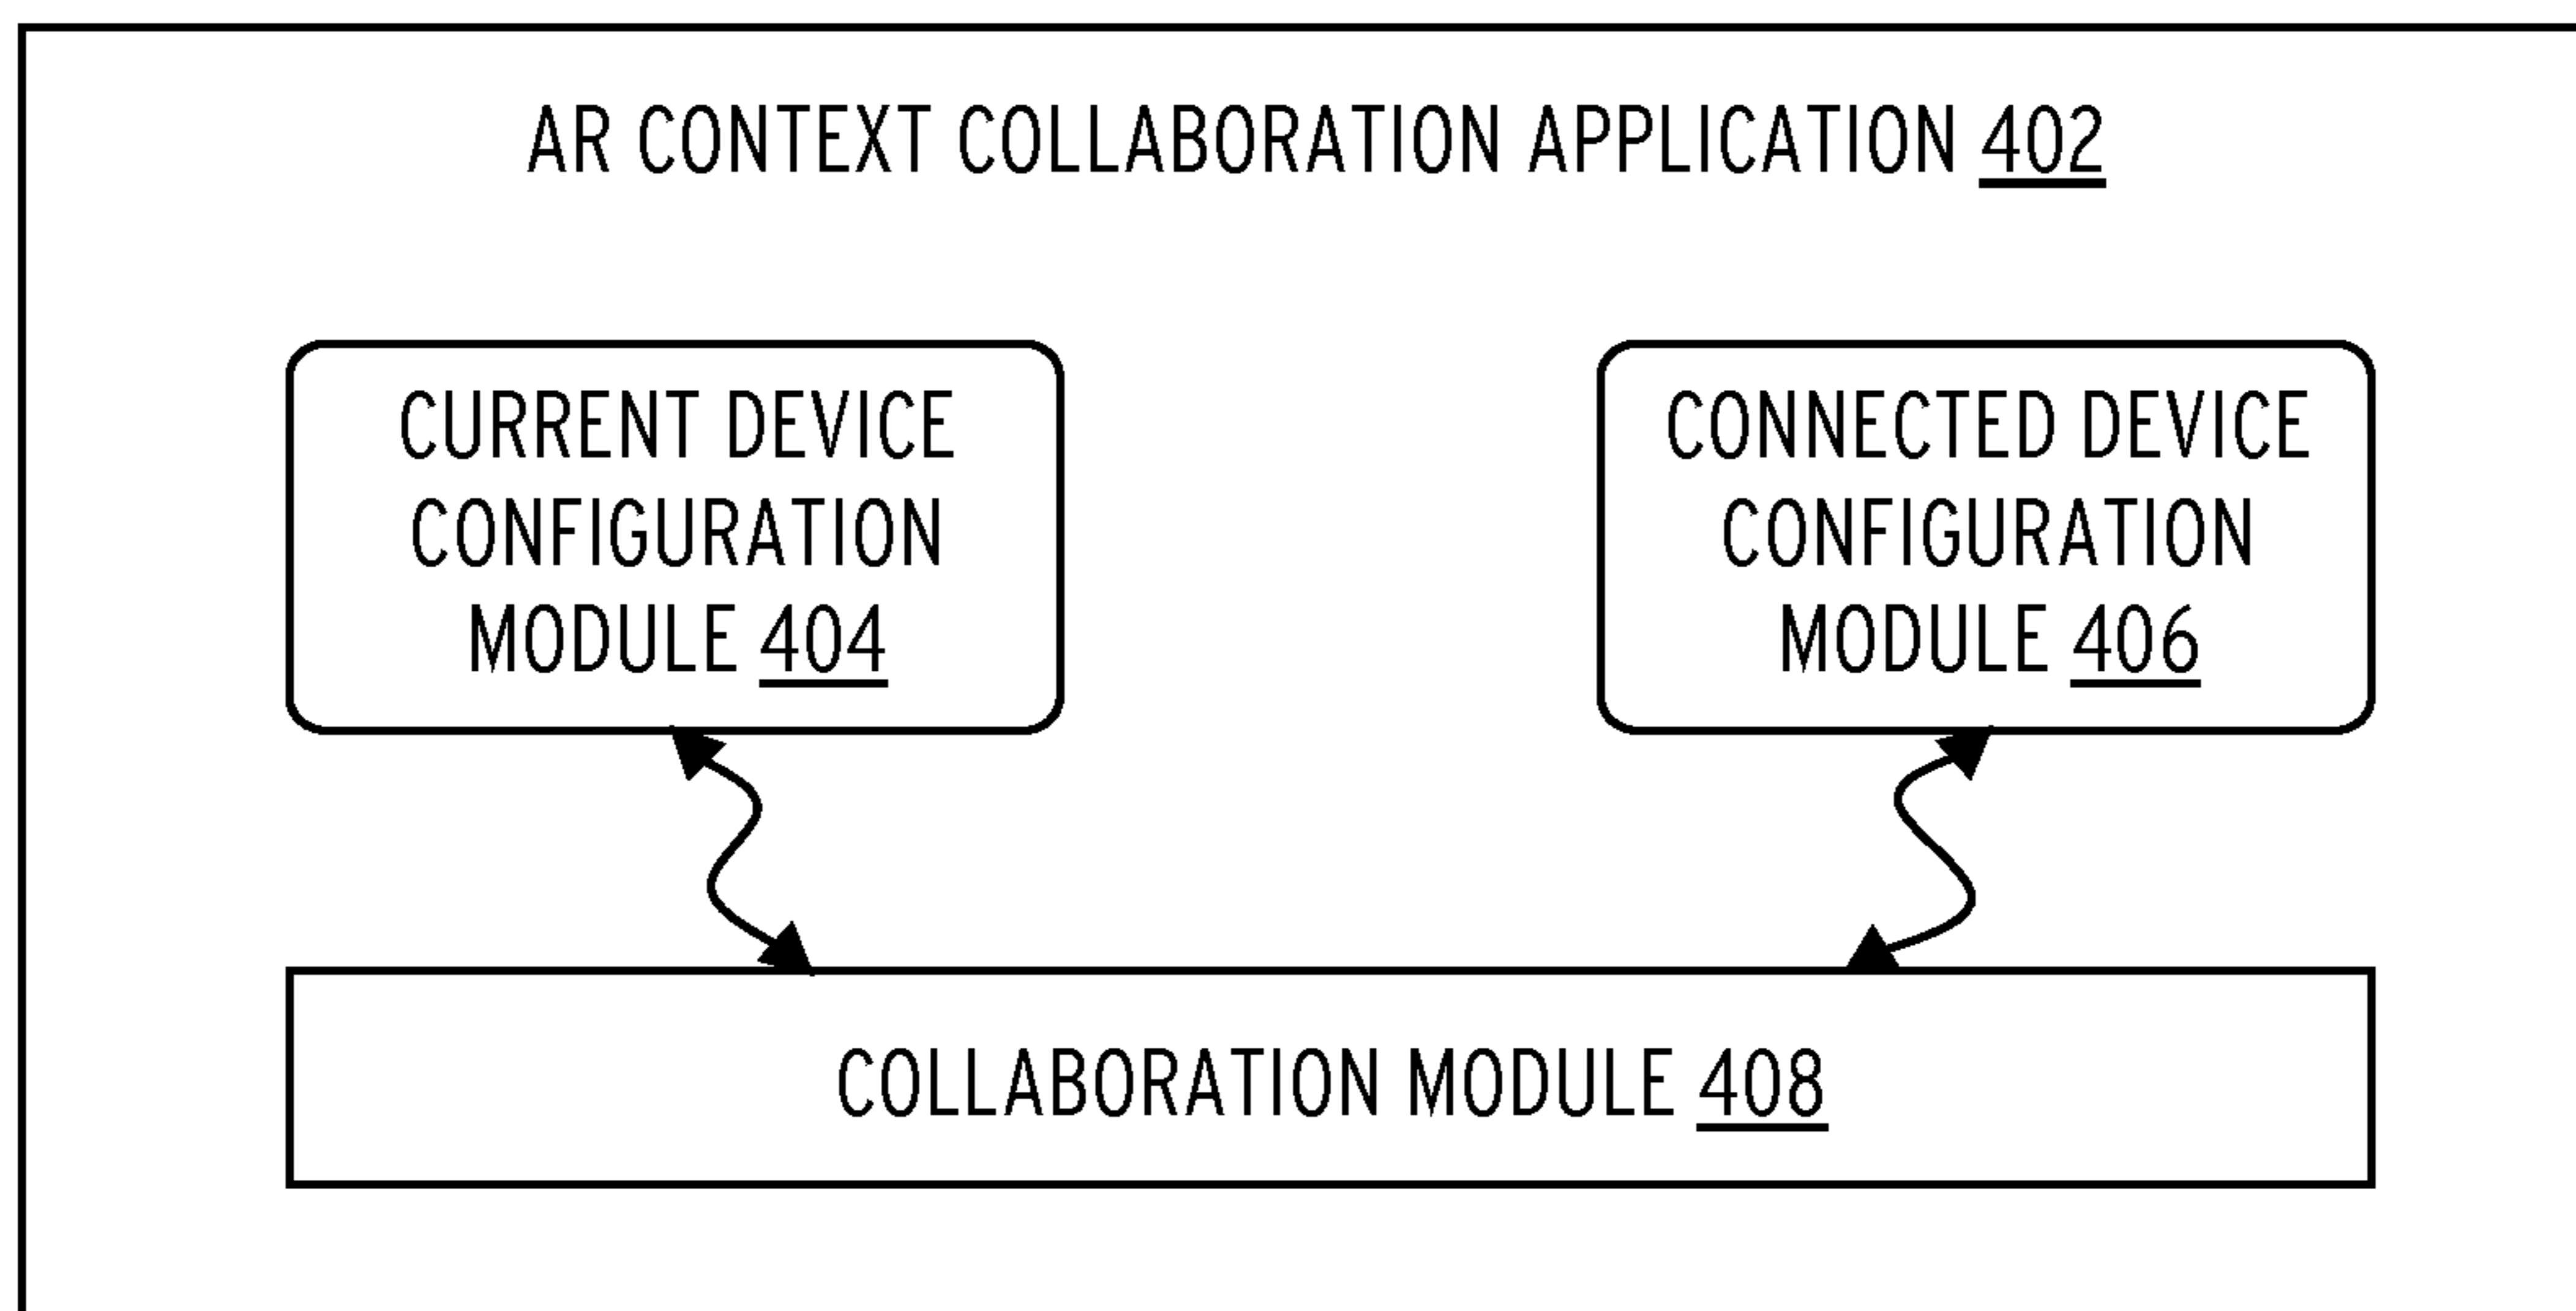 AR CONTEXT COLLABORATION APPLICATION 402
CURRENT DEVICE
CONFIGURATION
MODULE 404
CONNECTED DEVICE
CONFIGURATION
MODULE 406
COLLABORATION MODULE 408